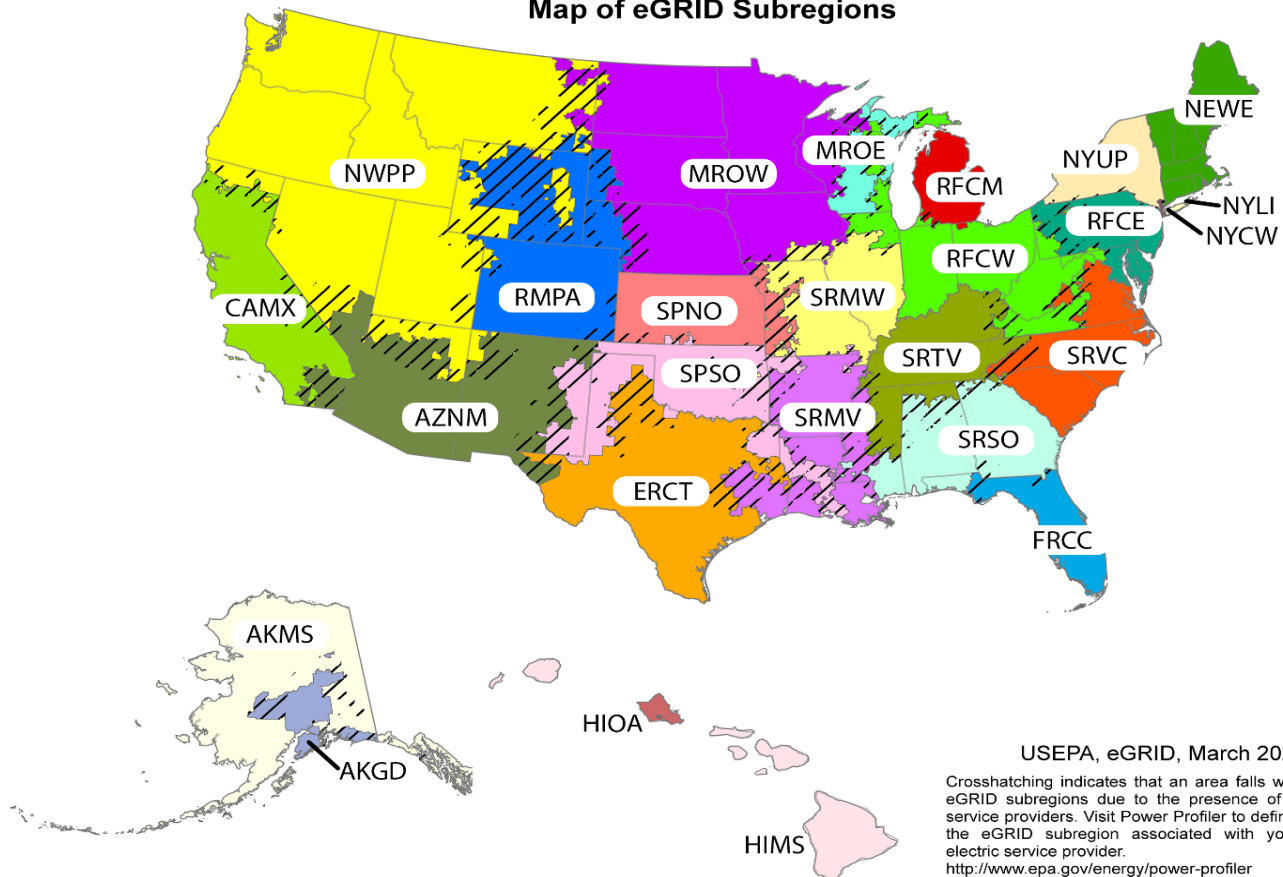 Map of eGRID Subregions
NEWE
MROE
NYUP
NWPP
MROW
RFCM
NYLI
RFCE
NYCW
RFCW
RMPA
SRMW
CAMX
SPNO
SRTV
SRVC
SPSO
AZNM
SRMV
SRSO
ERCT
FRCC
AKMS
HIOA
AKGD
HIMS
USEPA, eGRID, March
Crosshatching indicates that an area falls
eGRID subregions due to the presence of
service providers. Visit Power Profiler to
the eGRID subregion associated with
electric service provider.
http://www.epa.gov/energy/power-profiler